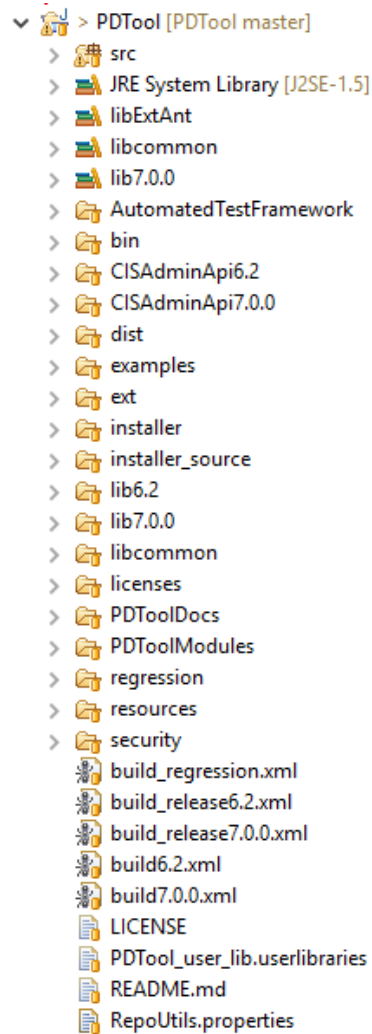 > PDTool [PDTool master]
src
JRE System Library [J2SE-1.5]
libExtAnt
libcommon
lib7.0.0
AutomatedTestFramework
bin
CISAdminApi6.2
CISAdminApi7.0.0
dist
examples
ext
installer
installer_source
lib6.2
lib7.0.0
libcommon
licenses
PDToolDocs
PDToolModules
regression
resources
security
build_regression.xml
build_release6.2.xml
build_release7.0.0.xml
build6.2.xml
build7.0.0.xml
LICENSE
PDTool_user_lib.userlibraries
README.md
RepoUtils.properties